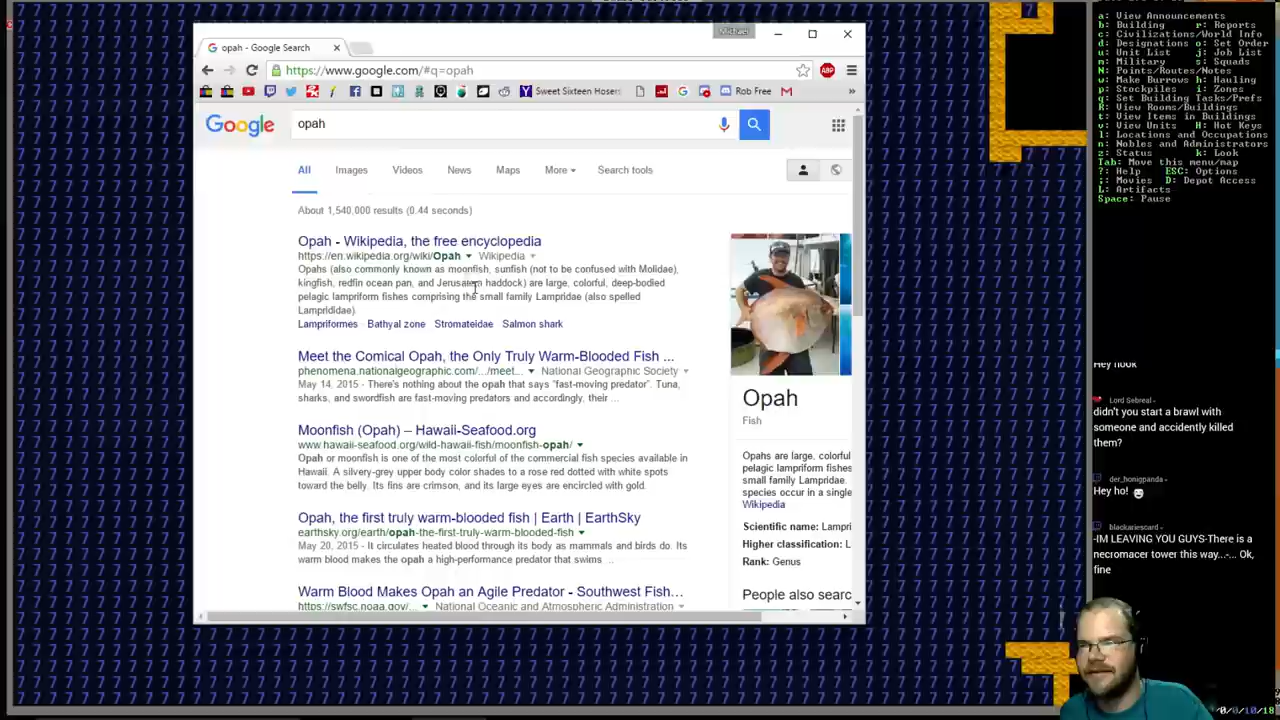 Michael
opah - Google Search
https://www.google.com/#q=opah
Sweet Sixteen Hosers
Rob Free
Google
opah
All
Images
Videos
News
Maps
More
Search tools
About 1,540,000 results (0.44 seconds)
Opah - Wikipedia, the free encyclopedia
https://en.wikipedia.org/wiki/Opah
Wikipedia
Opahs (also commonly known as moonfish, sunfish (not to be confused with Molidae),
kingfish, redfin ocean pan, and Jerusalem haddock) are large, colorful, deep-bodied
pelagic lampriform fishes comprising the small family Lampridae (also spelled
Lamprididae).
Lampriformes
Bathyal zone
Stromateidae
Salmon shark
Meet the Comical Opah, the Only Truly Warm-Blooded Fish ...
phenomena.nationalgeographic.com/.../meet...
National Geographic Society
May 14, 2015 - There's nothing about the opah that says "fast-moving predator". Tuna,
sharks, and swordfish are fast-moving predators and accordingly, their ...
Moonfish (Opah) – Hawaii-Seafood.org
www.hawaii-seafood.org/wild-hawaii-fish/moonfish-opah/
Opah or moonfish is one of the most colorful of the commercial fish species available in
Hawaii. A silvery-grey upper body color shades to a rose red dotted with white spots
toward the belly. Its fins are crimson, and its large eyes are encircled with gold.
Opah, the first truly warm-blooded fish | Earth | EarthSky
earthsky.org/earth/opah-the-first-truly-warm-blooded-fish
May 20, 2015 - It circulates heated blood through its body as mammals and birds do. Its
warm blood makes the opah a high-performance predator that swims ...
Warm Blood Makes Opah an Agile Predator - Southwest Fish...
https://swfsc.noaa.gov/...
National Oceanic and Atmospheric Administration
Opah
Fish
Opahs are large, colorful
pelagic lampriform fishes
small family Lampridae.
species occur in a single
Wikipedia
Scientific name: Lampri
Higher classification: L
Rank: Genus
People also searc
a: View Announcements
b: Building r: Reports
c: Civilizations/World Info
d: Designations o: Set Orders
u: Unit List j: Job List
m: Military s: Squads
N: Points/Routes/Notes
w: Make Burrows h: Hauling
p: Stockpiles i: Zones
q: Set Building Tasks/Prefs
R: View Rooms/Buildings
t: View Items in Buildings
v: View Units H: Hot Keys
l: Locations and Occupations
n: Nobles and Administrators
z: Status k: Look
Tab: Move this menu/map
?: Help ESC: Options
;: Movies D: Depot Access
L: Artifacts
Space: Pause
Hey hook
Lord Sebreal -
didn't you start a brawl with
someone and accidently killed
them?
der_honigpanda -
Hey ho!
blackariescard -
-IM LEAVING YOU GUYS-There is a
necromacer tower this way...-... Ok,
fine